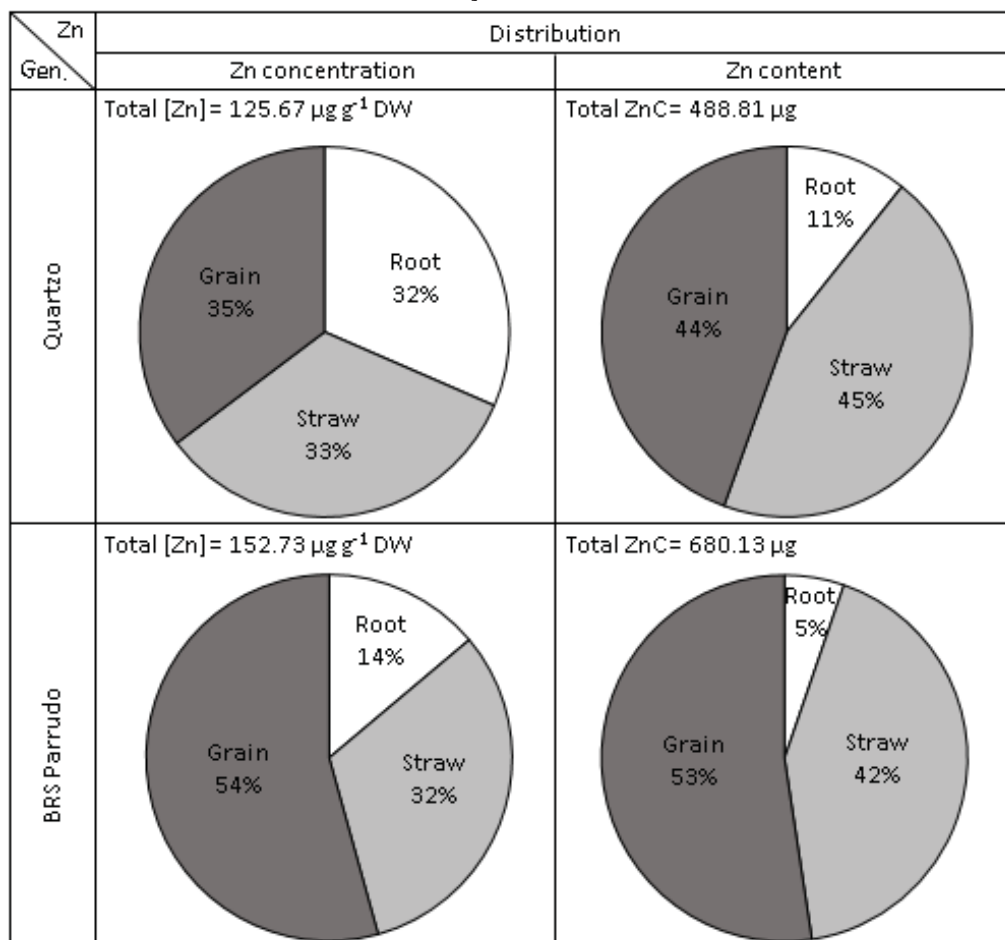 Zn
Gen.
Distribution
Zn concentration
Zn content
Quartzo
Total [Zn]= 125.67 µg g⁻¹ DW
Root
32%
Grain
35%
Straw
33%
Total ZnC= 488.81 µg
Root
11%
Grain
44%
Straw
45%
BRS Parrudo
Total [Zn]= 152.73 µg g⁻¹ DW
Root
14%
Grain
54%
Straw
32%
Total ZnC= 680.13 µg
Root
5%
Grain
53%
Straw
42%